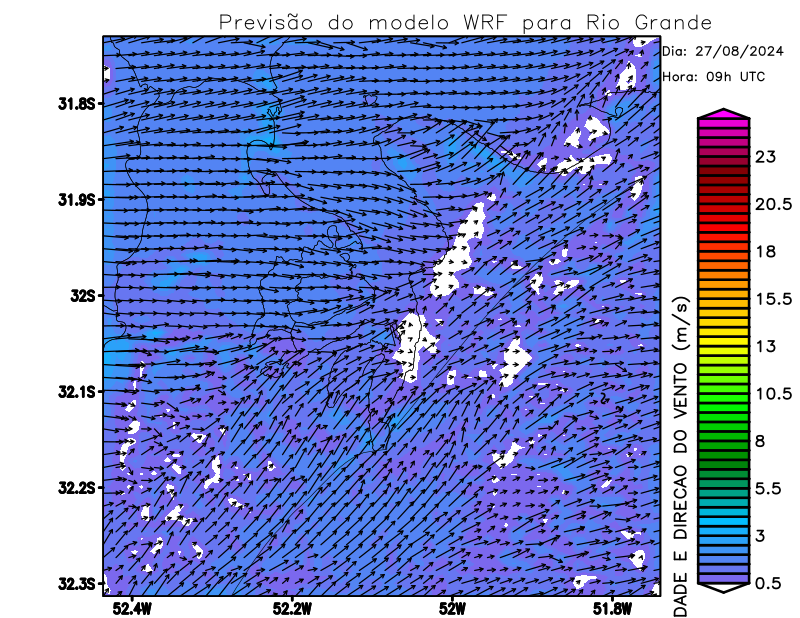 Previsão do modelo WRF para Rio Grande
Dia: 27/08/2024
Hora: 09h UTC
31.8S
31.9S
32S
32.1S
32.2S
32.3S
52.4W
52.2W
52W
51.8W
DADE E DIRECAO DO VENTO (m/s)
23
20.5
18
15.5
13
10.5
8
5.5
3
0.5